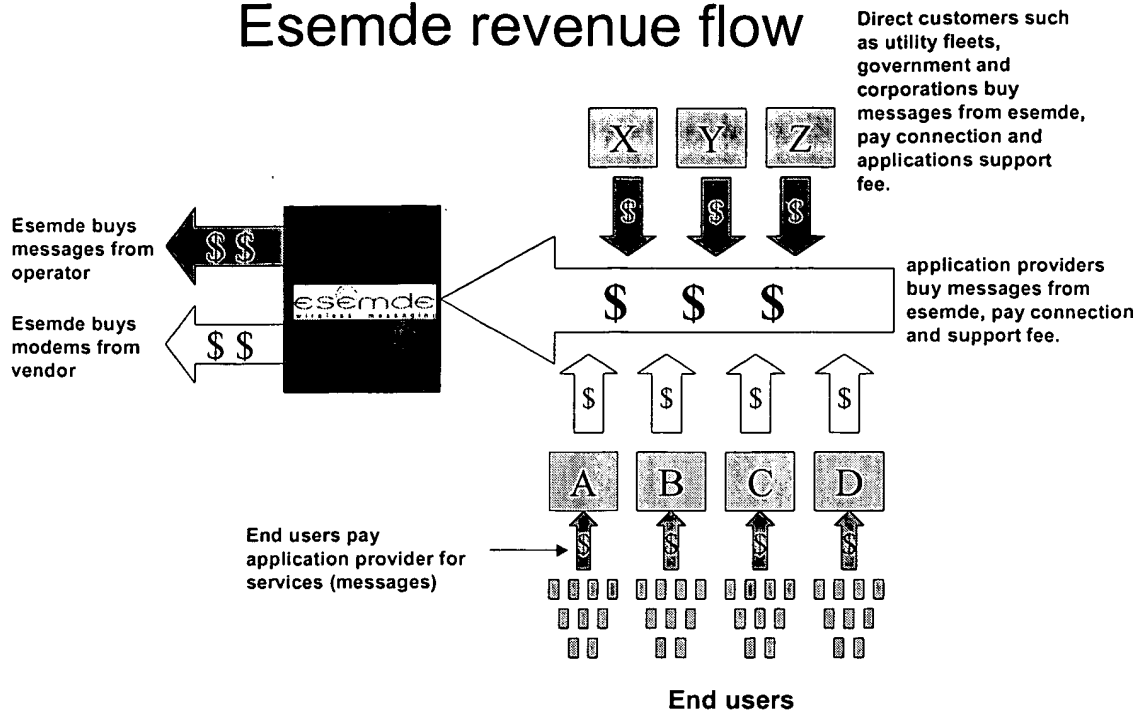 Esemde revenue flow
Direct customers such
as utility fleets,
government and
corporations buy
messages from esemde,
pay connection and
applications support
fee.
X Y Z
$ $ $
Esemde buys
messages from
operator
$ $
esemde
wireless messaging
Esemde buys
modems from
vendor
$ $
$ $ $
application providers
buy messages from
esemde, pay connection
and support fee.
$ $ $ $
A B C D
End users pay
application provider for
services (messages)
$ $ $ $
End users